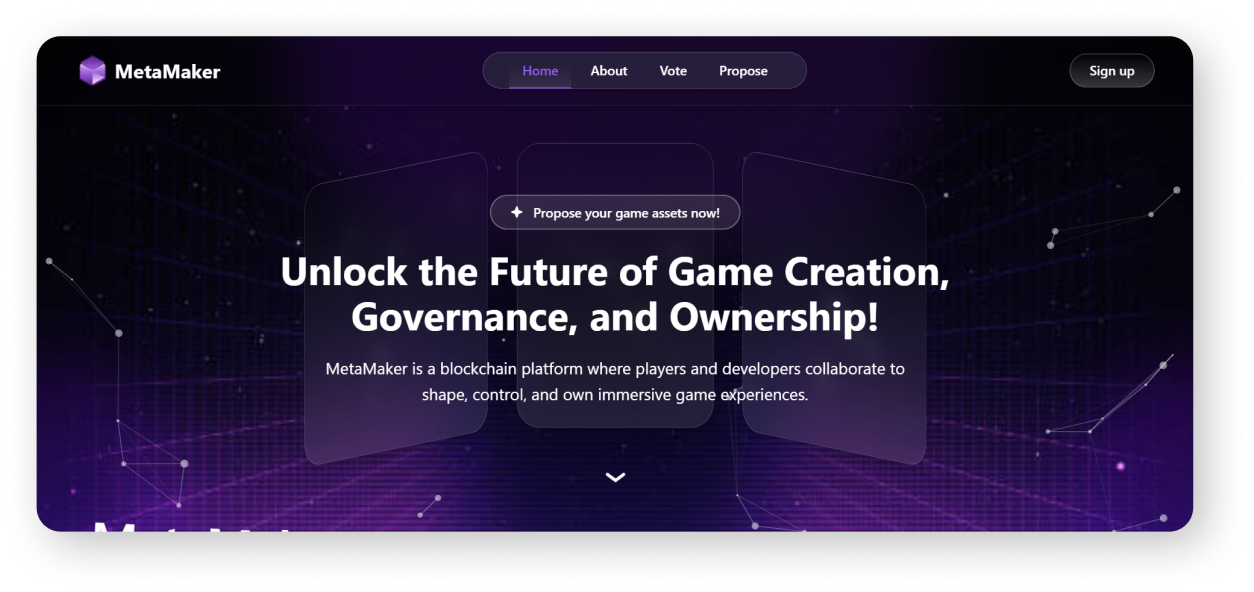 MetaMaker
Home About Vote Propose
Sign up
Propose your game assets now!
Unlock the Future of Game Creation,
Governance, and Ownership!
MetaMaker is a blockchain platform where players and developers collaborate to
shape, control, and own immersive game experiences.